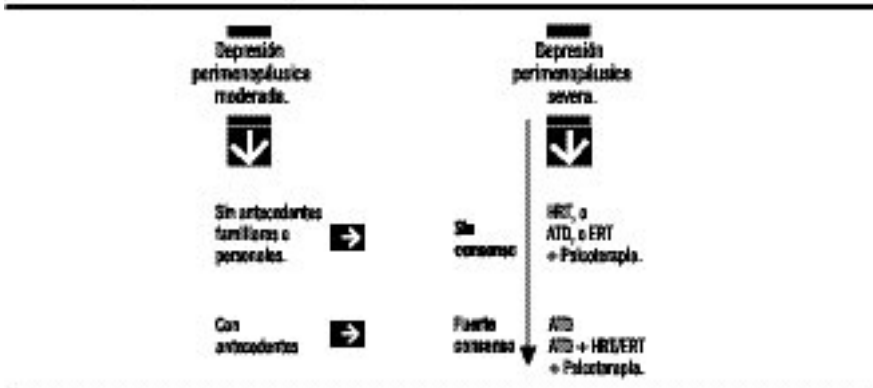 Depresión
perimenopáusica
moderada.
Depresión
perimenopáusica
severa.
Sin antecedentes
familiares o
personales.
Sin
consenso
HRT, o
ATD, o ERT
+ Psicoterapia.
Con
antecedentes
Fuerte
consenso
ATD
ATD + HRT/ERT
+ Psicoterapia.